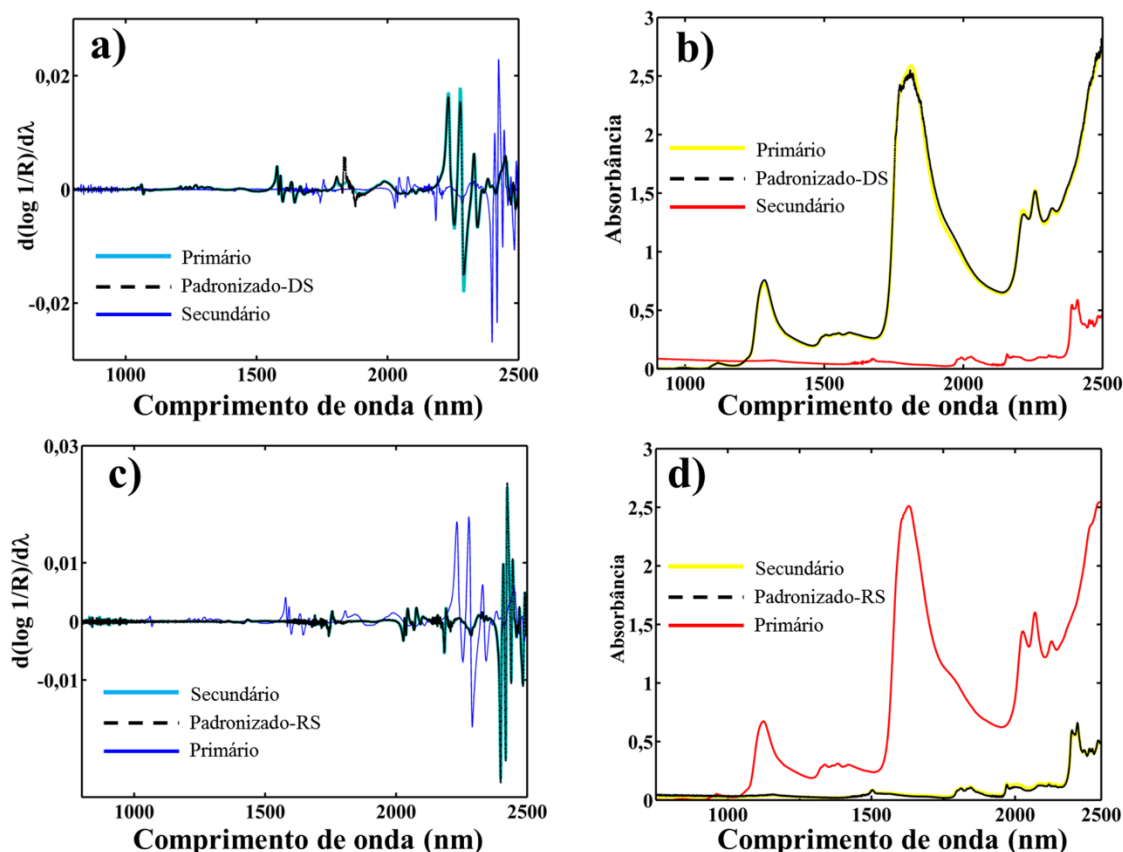 a)
d(log 1/R)/dλ
0,02
0
-0,02
Primário
Padronizado-DS
Secundário
1000
1500
2000
2500
Comprimento de onda (nm)
b)
Absorbância
3
2,5
2
1,5
1
0,5
0
Primário
Padronizado-DS
Secundário
1000
1500
2000
2500
Comprimento de onda (nm)
c)
d(log 1/R)/dλ
0,03
0,01
0
-0,01
Secundário
Padronizado-RS
Primário
1000
1500
2000
2500
Comprimento de onda (nm)
d)
Absorbância
3
2,5
2
1,5
1
0,5
0
Secundário
Padronizado-RS
Primário
1000
1500
2000
2500
Comprimento de onda (nm)